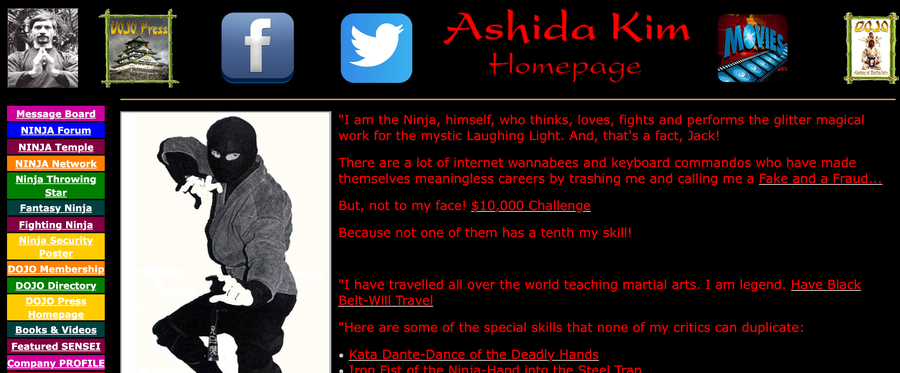 DOJO Press
f
Ashida Kim
Homepage
MOVIES
DOJO
Message Board
NINJA Forum
NINJA Temple
NINJA Network
Ninja Throwing
Star
Fantasy Ninja
Fighting Ninja
Ninja Security
Poster
DOJO Membership
DOJO Directory
DOJO Press
Homepage
Books & Videos
Featured SENSEI
Company PROFILE
"I am the Ninja, himself, who thinks, loves, fights and performs the glitter magical
work for the mystic Laughing Light. And, that's a fact, Jack!
There are a lot of internet wannabees and keyboard commandos who have made
themselves meaningless careers by trashing me and calling me a Fake and a Fraud...
But, not to my face! $10,000 Challenge
Because not one of them has a tenth my skill!
"I have travelled all over the world teaching martial arts. I am legend. Have Black
Belt-Will Travel
"Here are some of the special skills that none of my critics can duplicate:
• Kata Dante-Dance of the Deadly Hands
• Iron Fist of the Ninja-Hand into the Steel Trap